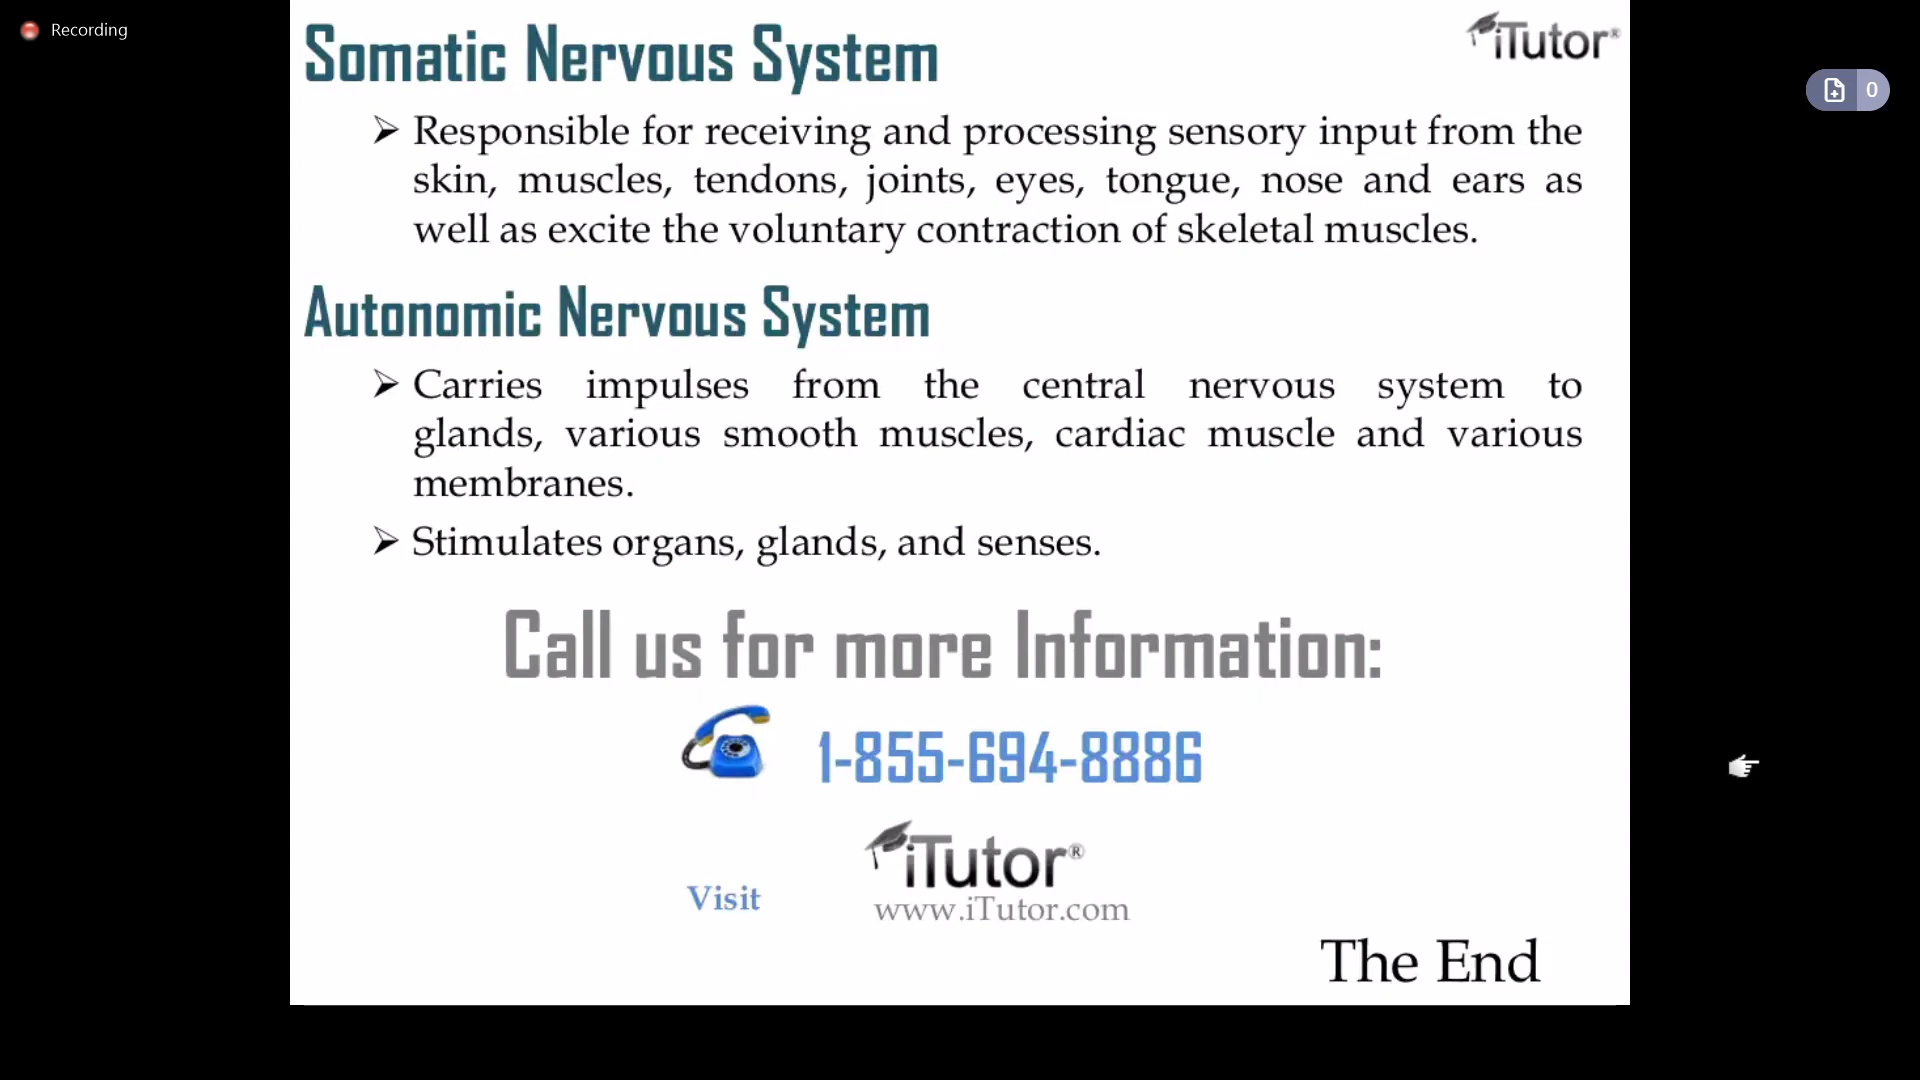 Recording
iTutor®
0
Somatic Nervous System
➢ Responsible for receiving and processing sensory input from the
skin, muscles, tendons, joints, eyes, tongue, nose and ears as
well as excite the voluntary contraction of skeletal muscles.
Autonomic Nervous System
➢ Carries impulses from the central nervous system to
glands, various smooth muscles, cardiac muscle and various
membranes.
➢ Stimulates organs, glands, and senses.
Call us for more Information:
1-855-694-8886
iTutor®
Visit
www.iTutor.com
The End